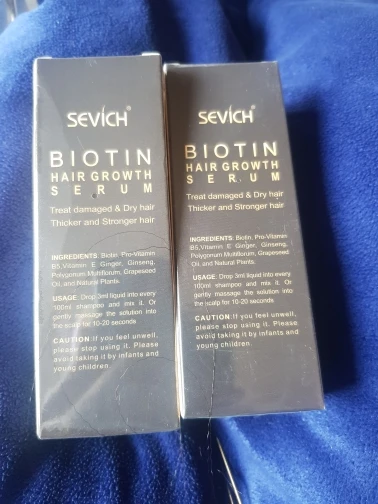 SEVICH®
BIOTIN
HAIR GROWTH
SERUM
Treat damaged & Dry hair
Thicker and Stronger hair
INGREDIENTS: Biotin, Pro-Vitamin
B5,Vitamin E Ginger, Ginseng,
Polygonum Multiflorum, Grapeseed
Oil, and Natural Plants.
USAGE: Drop 3ml liquid into every
100ml shampoo and mix it. Or
gently massage the solution into
the scalp for 10-20 seconds
CAUTION:If you feel unwell,
please stop using it. Please
avoid taking it by infants and
young children.
SEVICH®
BIOTIN
HAIR GROWTH
SERUM
Treat damaged & Dry hair
Thicker and Stronger hair
INGREDIENTS: Biotin, Pro-Vitamin
B5,Vitamin E Ginger, Ginseng,
Polygonum Multiflorum, Grapeseed
Oil, and Natural Plants.
USAGE: Drop 3ml liquid into every
100ml shampoo and mix it. Or
gently massage the solution into
the scalp for 10-20 seconds.
CAUTION:If you feel unwell,
please stop using it. Please
avoid taking it by infants and
young children.